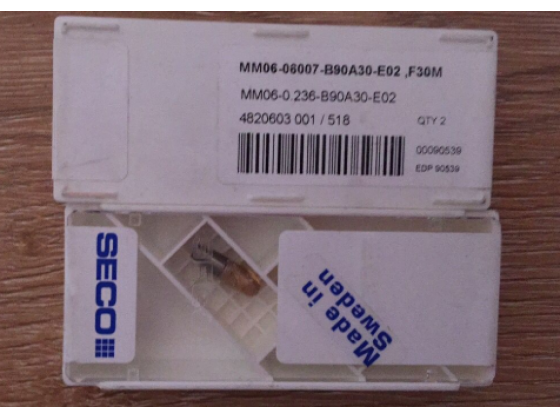 MM06-06007-B90A30-E02 ,F30M
MM06-0.236-B90A30-E02
4820603 001 / 518
QTY 2
00090539
EDP 90539
SECO
Made in
Sweden